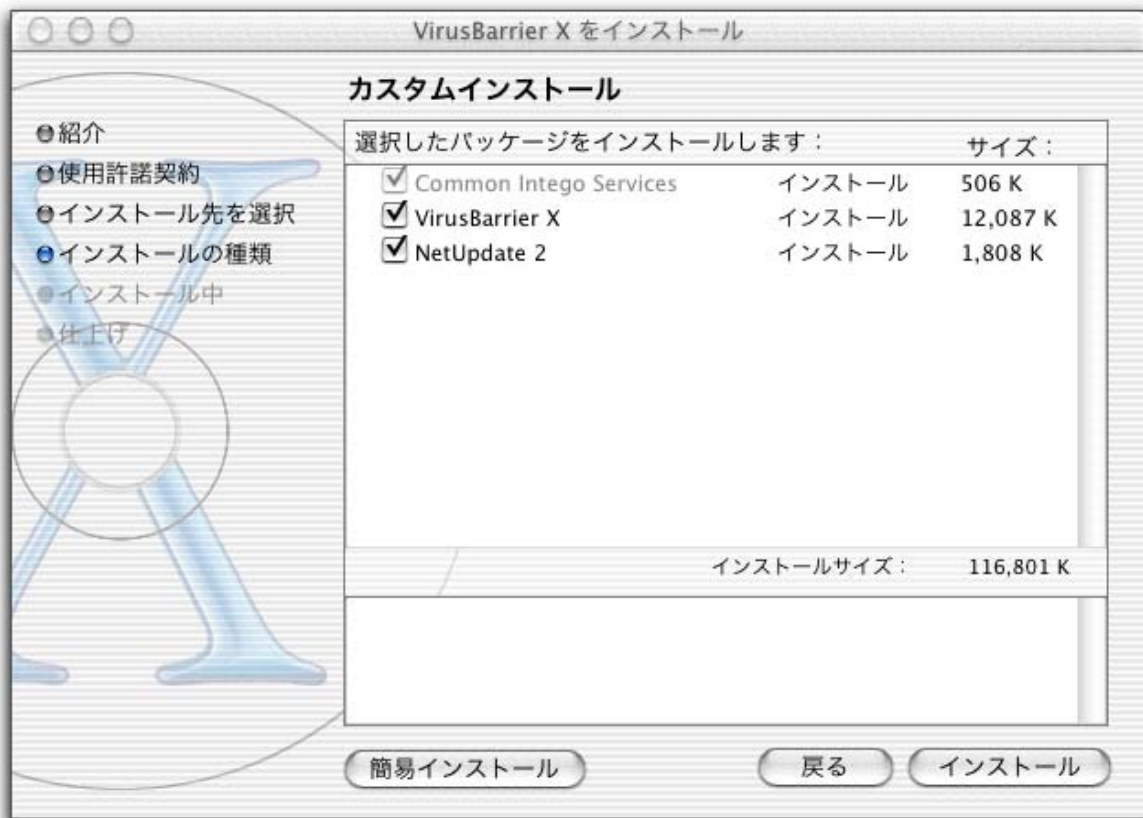 VirusBarrier X をインストール
カスタムインストール
紹介
使用許諾契約
インストール先を選択
インストールの種類
インストール中
仕上げ
選択したパッケージをインストールします： サイズ：
Common Intego Services インストール 506 K
VirusBarrier X インストール 12,087 K
NetUpdate 2 インストール 1,808 K
インストールサイズ： 116,801 K
簡易インストール 戻る インストール